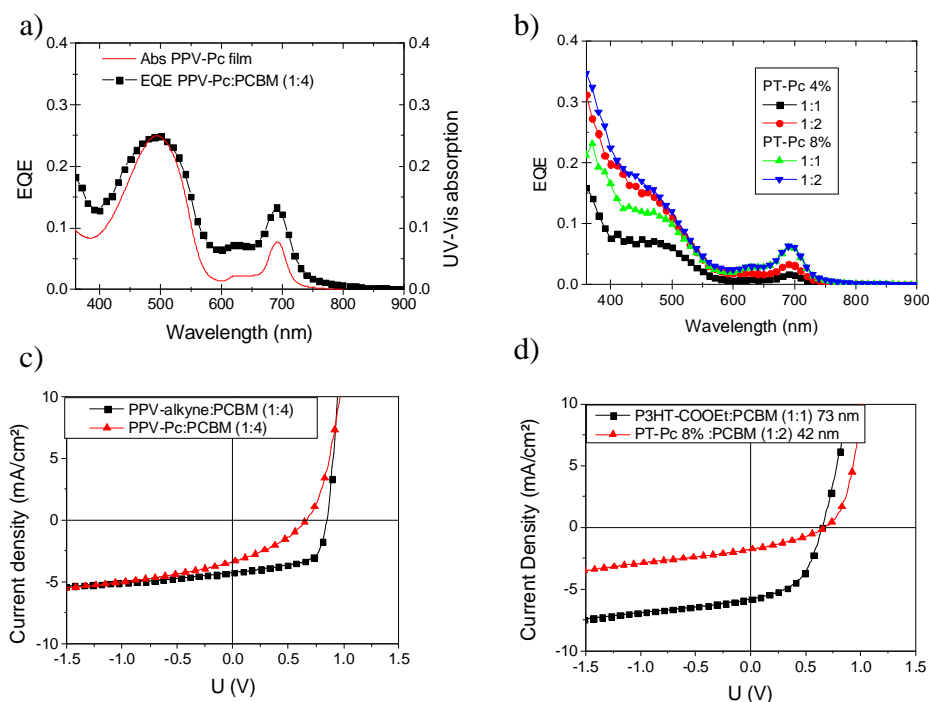 a)
0.4
0.3
0.2
0.1
0.0
EQE
Abs PPV-Pc film
EQE PPV-Pc:PCBM (1:4)
0.4
0.3
0.2
0.1
0.0
UV-Vis absorption
400 500 600 700 800 900
Wavelength (nm)
b)
0.4
0.3
0.2
0.1
0.0
EQE
PT-Pc 4%
1:1
1:2
PT-Pc 8%
1:1
1:2
400 500 600 700 800 900
Wavelength (nm)
c)
10
5
0
-5
-10
Current density (mA/cm²)
PPV-alkyne:PCBM (1:4)
PPV-Pc:PCBM (1:4)
-1.5 -1.0 -0.5 0.0 0.5 1.0 1.5
U (V)
d)
10
5
0
-5
-10
Current Density (mA/cm²)
P3HT-COOEt:PCBM (1:1) 73 nm
PT-Pc 8% :PCBM (1:2) 42 nm
-1.5 -1.0 -0.5 0.0 0.5 1.0 1.5
U (V)